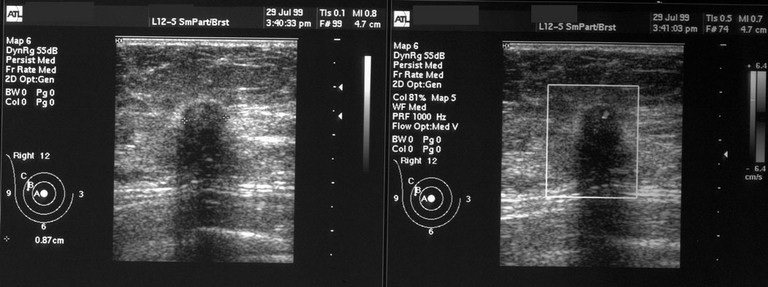 ATL
L12-5 SmPart/Brst
29 Jul 99
3:40:33 pm
TIs 0.1 MI 0.8
F# 39 4.7 cm
Map 6
DynRg 55dB
Persist Med
Fr Rate Med
2D Opt:Gen
BW 0 Pg 0
Col 0 Pg 0
Right 12
C
B
A
9
3
6
0.87cm
ATL
L12-5 SmPart/Brst
29 Jul 99
3:41:03 pm
TIs 0.5 MI 0.7
F# 74 4.7 cm
Map 6
DynRg 55dB
Persist Med
Fr Rate Med
2D Opt:Gen
Col 81% Map 5
WF Med
PRF 1000 Hz
Flow Opt:Med V
BW 0 Pg 0
Col 0 Pg 0
Right 12
C
B
A
9
3
6
+ 6.4
- 6.4
cm/s